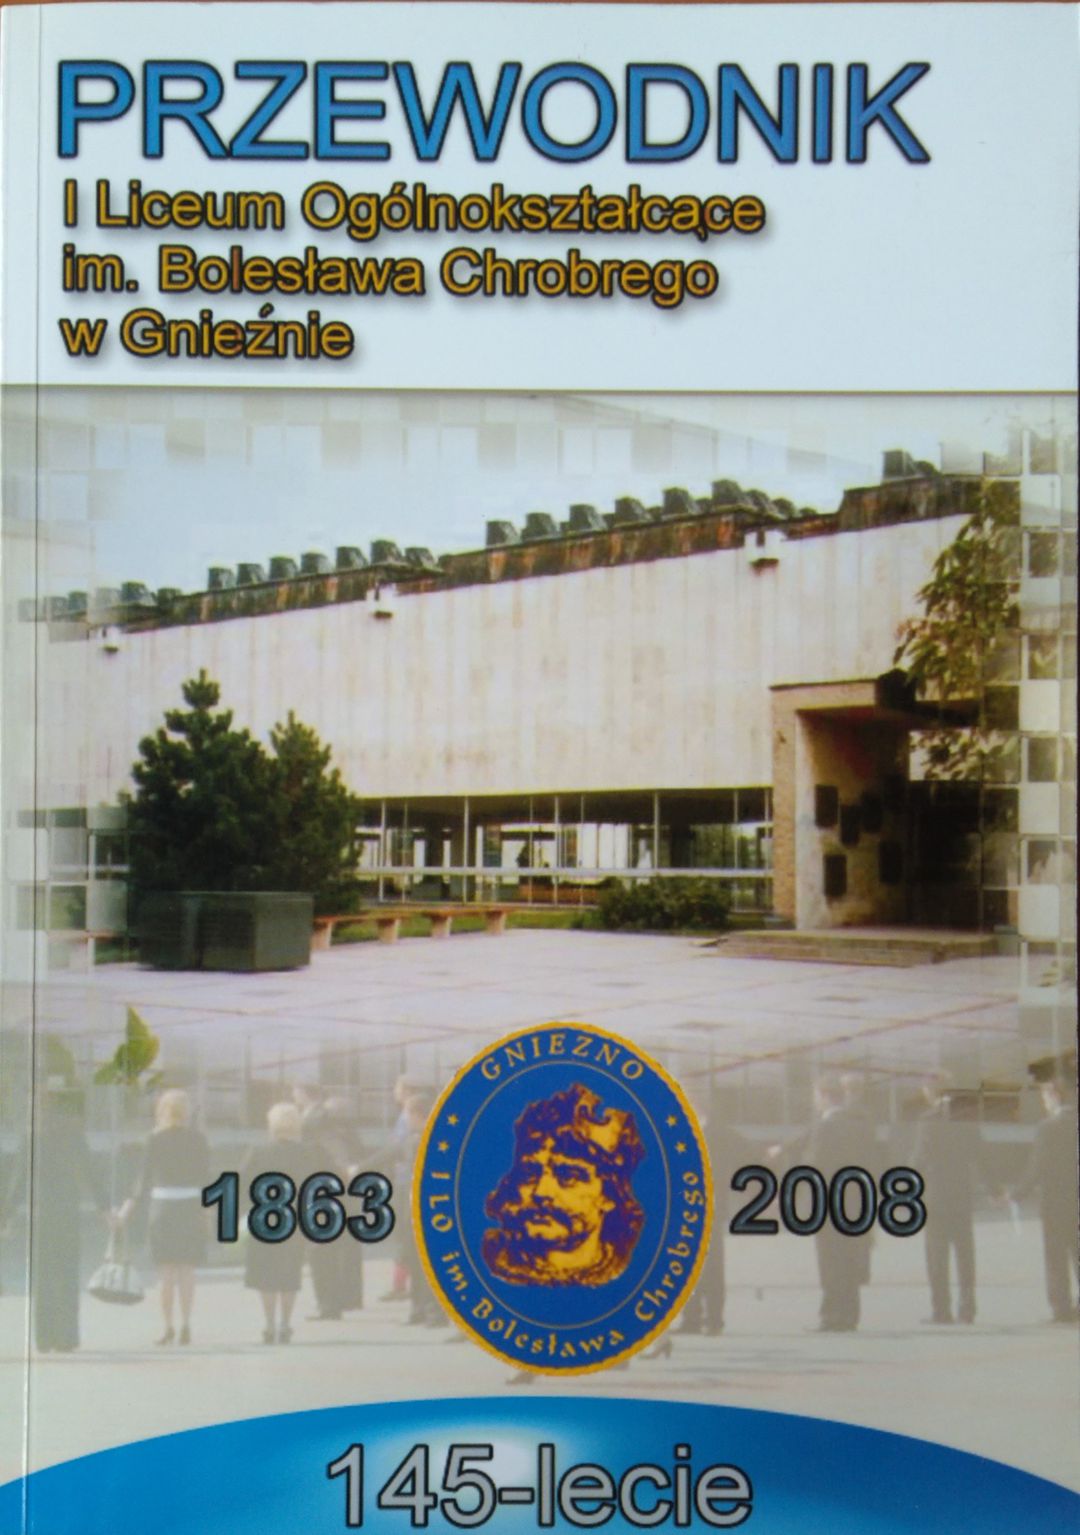 PRZEWODNIK
I Liceum Ogólnokształcące
im. Bolesława Chrobrego
w Gnieźnie
GNIEZNO
I LO im. Bolesława Chrobrego
1863
2008
145-lecie